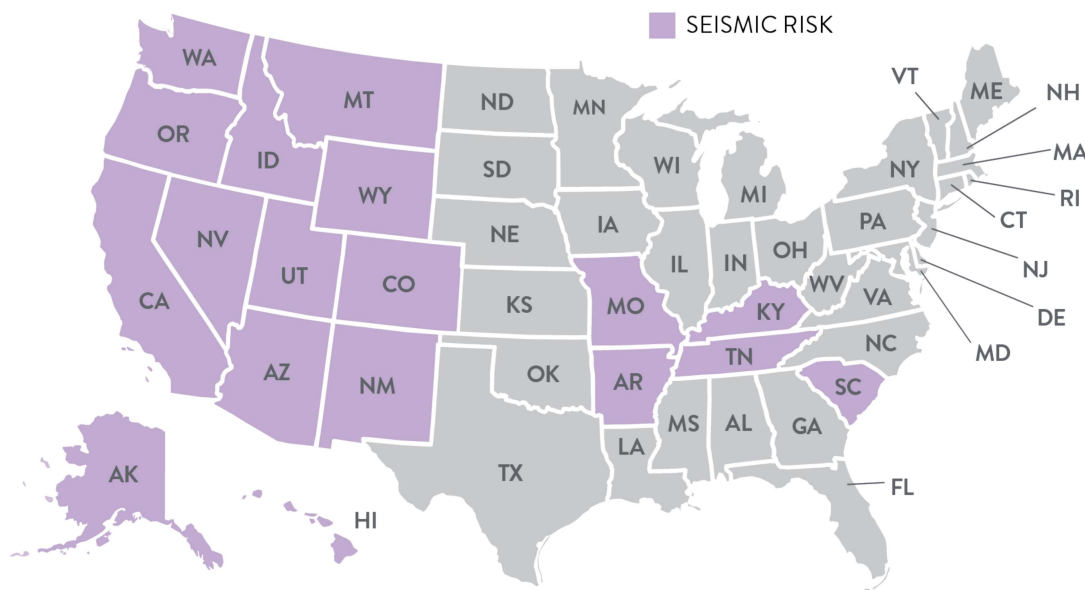 SEISMIC RISK
WA
MT
ND
MN
VT
ME
NH
OR
ID
SD
WI
MI
NY
MA
RI
WY
CT
NV
NE
IA
PA
NJ
UT
CO
IL
IN
OH
WV
VA
DE
CA
KS
MO
KY
MD
AZ
NM
OK
AR
TN
NC
SC
TX
LA
MS
AL
GA
FL
AK
HI